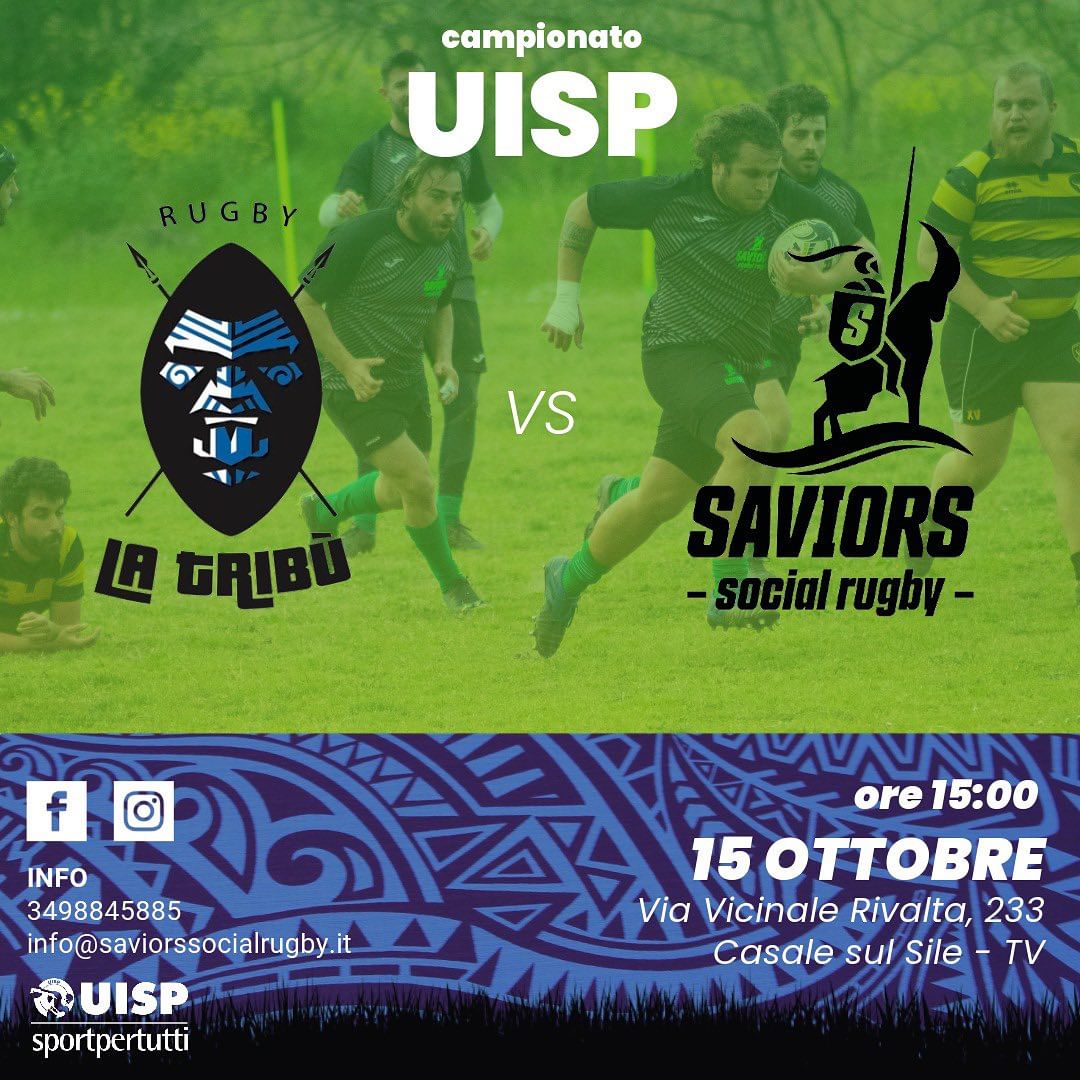 campionato
UISP
RUGBY
LA TRIBÙ
VS
S
SAVIORS
- social rugby -
ore 15:00
15 OTTOBRE
Via Vicinale Rivalta, 233
Casale sul Sile - TV
INFO
3498845885
info@saviorssocialrugby.it
UISP
sportpertutti